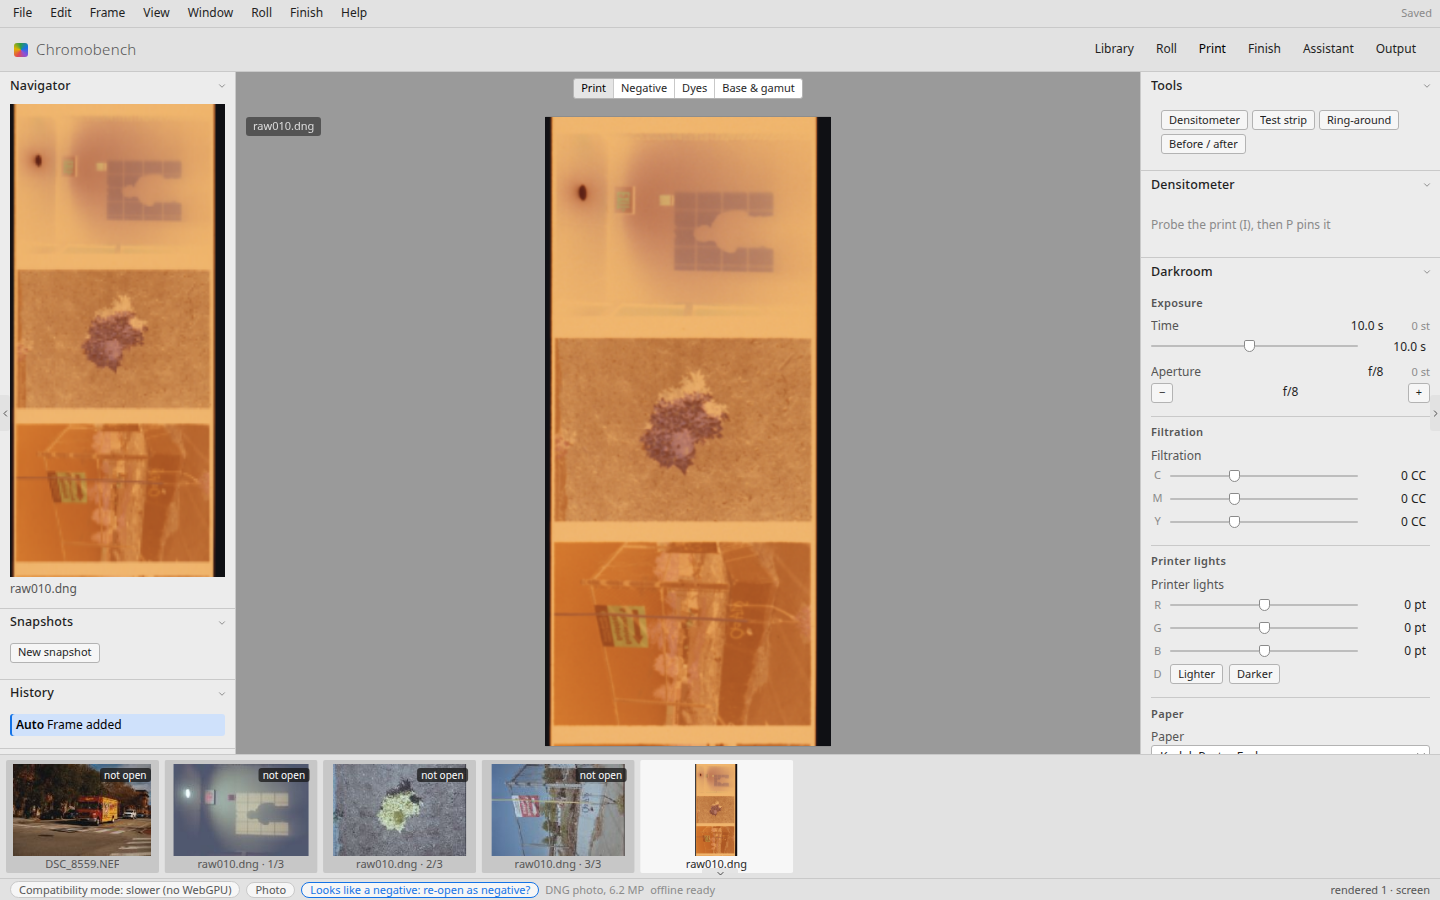 File Edit Frame View Window Roll Finish Help
Saved
Chromobench
Library Roll Print Finish Assistant Output
Navigator
raw010.dng
Snapshots
New snapshot
History
Auto Frame added
Print Negative Dyes Base & gamut
raw010.dng
Tools
Densitometer Test strip Ring-around
Before / after
Densitometer
Probe the print (I), then P pins it
Darkroom
Exposure
Time 10.0 s 0 st
10.0 s
Aperture f/8 0 st
− f/8 +
Filtration
Filtration
C 0 CC
M 0 CC
Y 0 CC
Printer lights
Printer lights
R 0 pt
G 0 pt
B 0 pt
D Lighter Darker
Paper
Paper
not open not open not open not open
DSC_8559.NEF raw010.dng · 1/3 raw010.dng · 2/3 raw010.dng · 3/3 raw010.dng
Compatibility mode: slower (no WebGPU) Photo Looks like a negative: re-open as negative? DNG photo, 6.2 MP offline ready
rendered 1 · screen